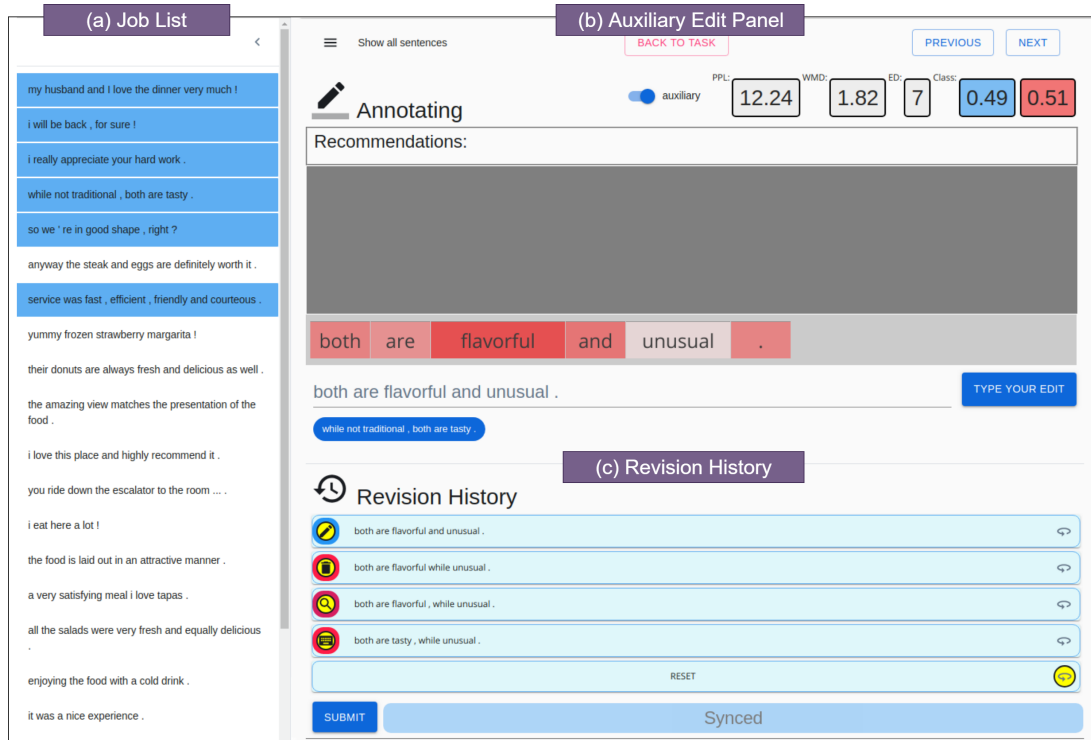 (a) Job List
my husband and I love the dinner very much !
i will be back , for sure !
i really appreciate your hard work .
while not traditional , both are tasty .
so we ' re in good shape , right ?
anyway the steak and eggs are definitely worth it .
service was fast , efficient , friendly and courteous .
yummy frozen strawberry margarita !
their donuts are always fresh and delicious as well .
the amazing view matches the presentation of the
food .
i love this place and highly recommend it .
you ride down the escalator to the room ... .
i eat here a lot !
the food is laid out in an attractive manner .
a very satisfying meal i love tapas .
all the salads were very fresh and equally delicious
.
enjoying the food with a cold drink .
it was a nice experience .
(b) Auxiliary Edit Panel
Show all sentences
BACK TO TASK
PREVIOUS
NEXT
Annotating
auxiliary
PPL: 12.24
WMD: 1.82
ED: 7
Class: 0.49 0.51
Recommendations:
both are flavorful and unusual .
both are flavorful and unusual .
TYPE YOUR EDIT
while not traditional , both are tasty .
(c) Revision History
Revision History
both are flavorful and unusual .
both are flavorful while unusual .
both are flavorful , while unusual .
both are tasty , while unusual .
RESET
SUBMIT
Synced